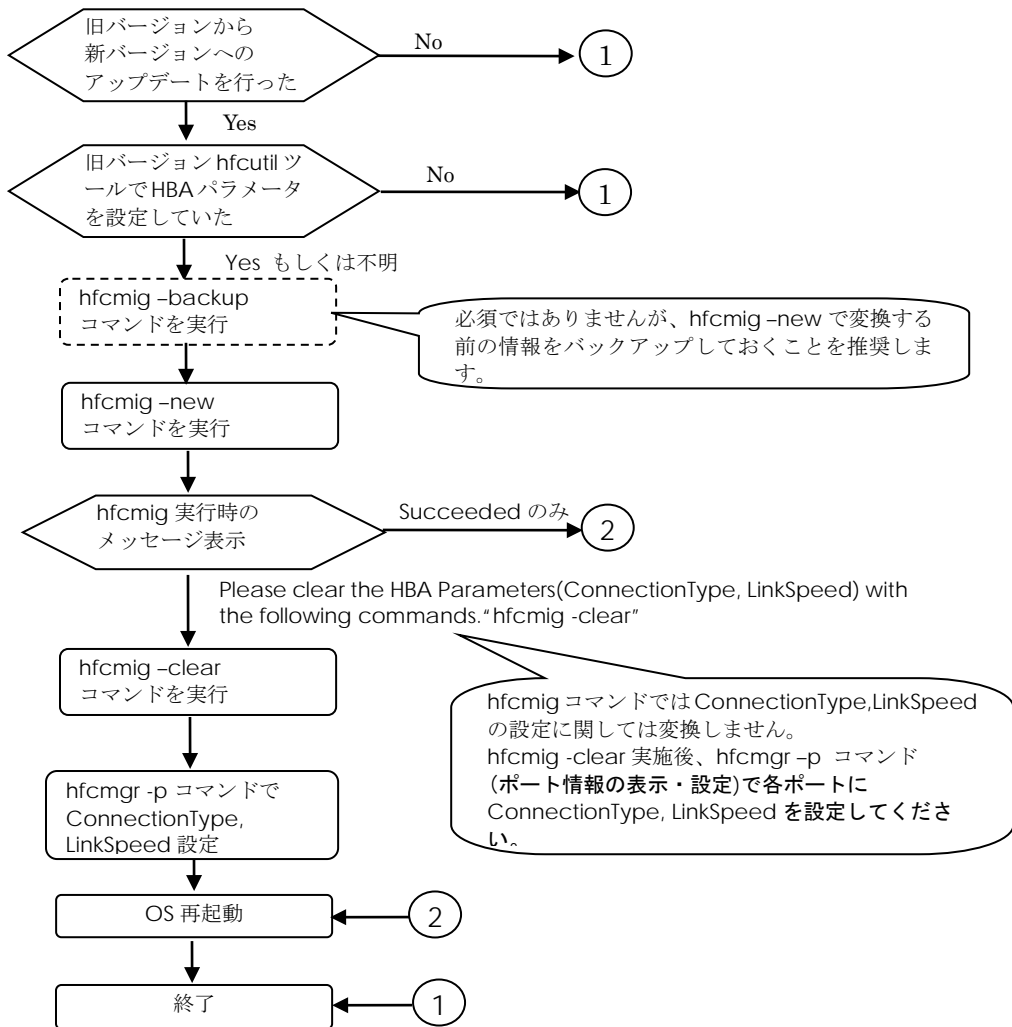 旧バージョンから
新バージョンへの
アップデートを行った
No
1
Yes
旧バージョン hfcutil ツ
ールで HBA パラメータ
を設定していた
No
1
Yes もしくは不明
hfcmig –backup
コマンドを実行
必須ではありませんが、hfcmig –new で変換する
前の情報をバックアップしておくことを推奨しま
す。
hfcmig –new
コマンドを実行
hfcmig 実行時の
メッセージ表示
Succeeded のみ
2
Please clear the HBA Parameters(ConnectionType, LinkSpeed) with
the following commands.“hfcmig -clear”
hfcmig –clear
コマンドを実行
hfcmig コマンドでは ConnectionType,LinkSpeed
の設定に関しては変換しません。
hfcmig -clear 実施後、hfcmgr –p コマンド
(ポート情報の表示・設定)で各ポートに
ConnectionType, LinkSpeed を設定してくださ
い。
hfcmgr -p コマンドで
ConnectionType,
LinkSpeed 設定
OS 再起動
2
終了
1